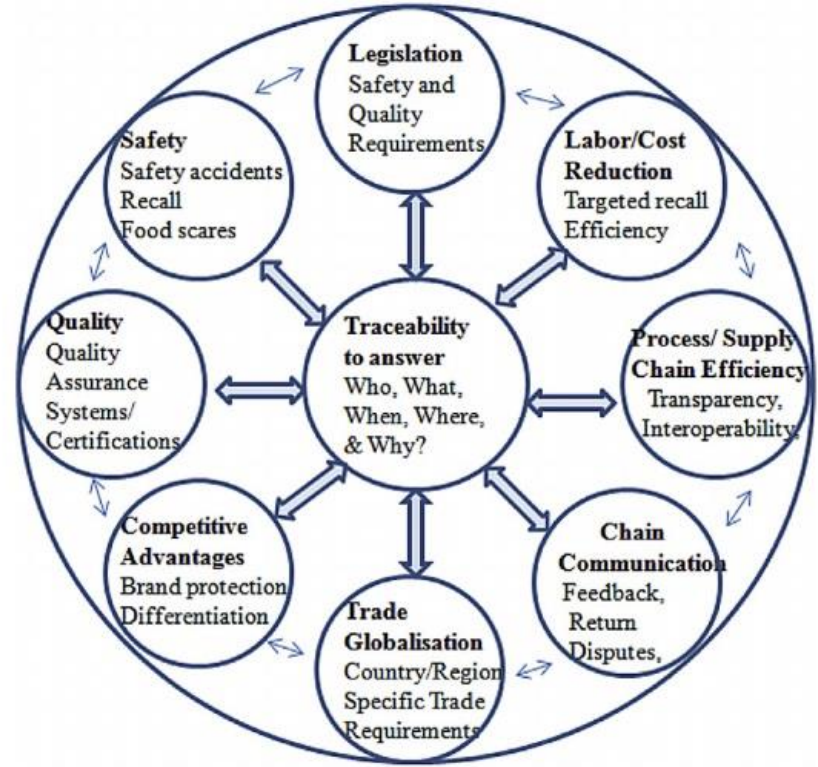 Legislation
Safety and
Quality
Requirements
Labor/Cost
Reduction
Targeted recall
Efficiency
Process/ Supply
Chain Efficiency
Transparency,
Interoperability,
Chain
Communication
Feedback,
Return
Disputes,
Trade
Globalisation
Country/Region
Specific Trade
Requirements
Competitive
Advantages
Brand protection
Differentiation
Quality
Quality
Assurance
Systems/
Certifications
Safety
Safety accidents
Recall
Food scares
Traceability
to answer
Who, What,
When, Where,
& Why?